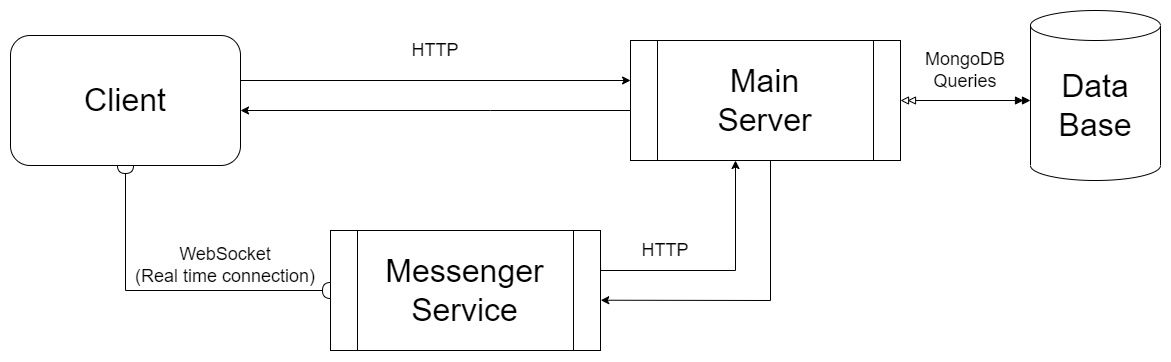 HTTP
Client
Main
Server
MongoDB
Queries
Data
Base
WebSocket
(Real time connection)
Messenger
Service
HTTP